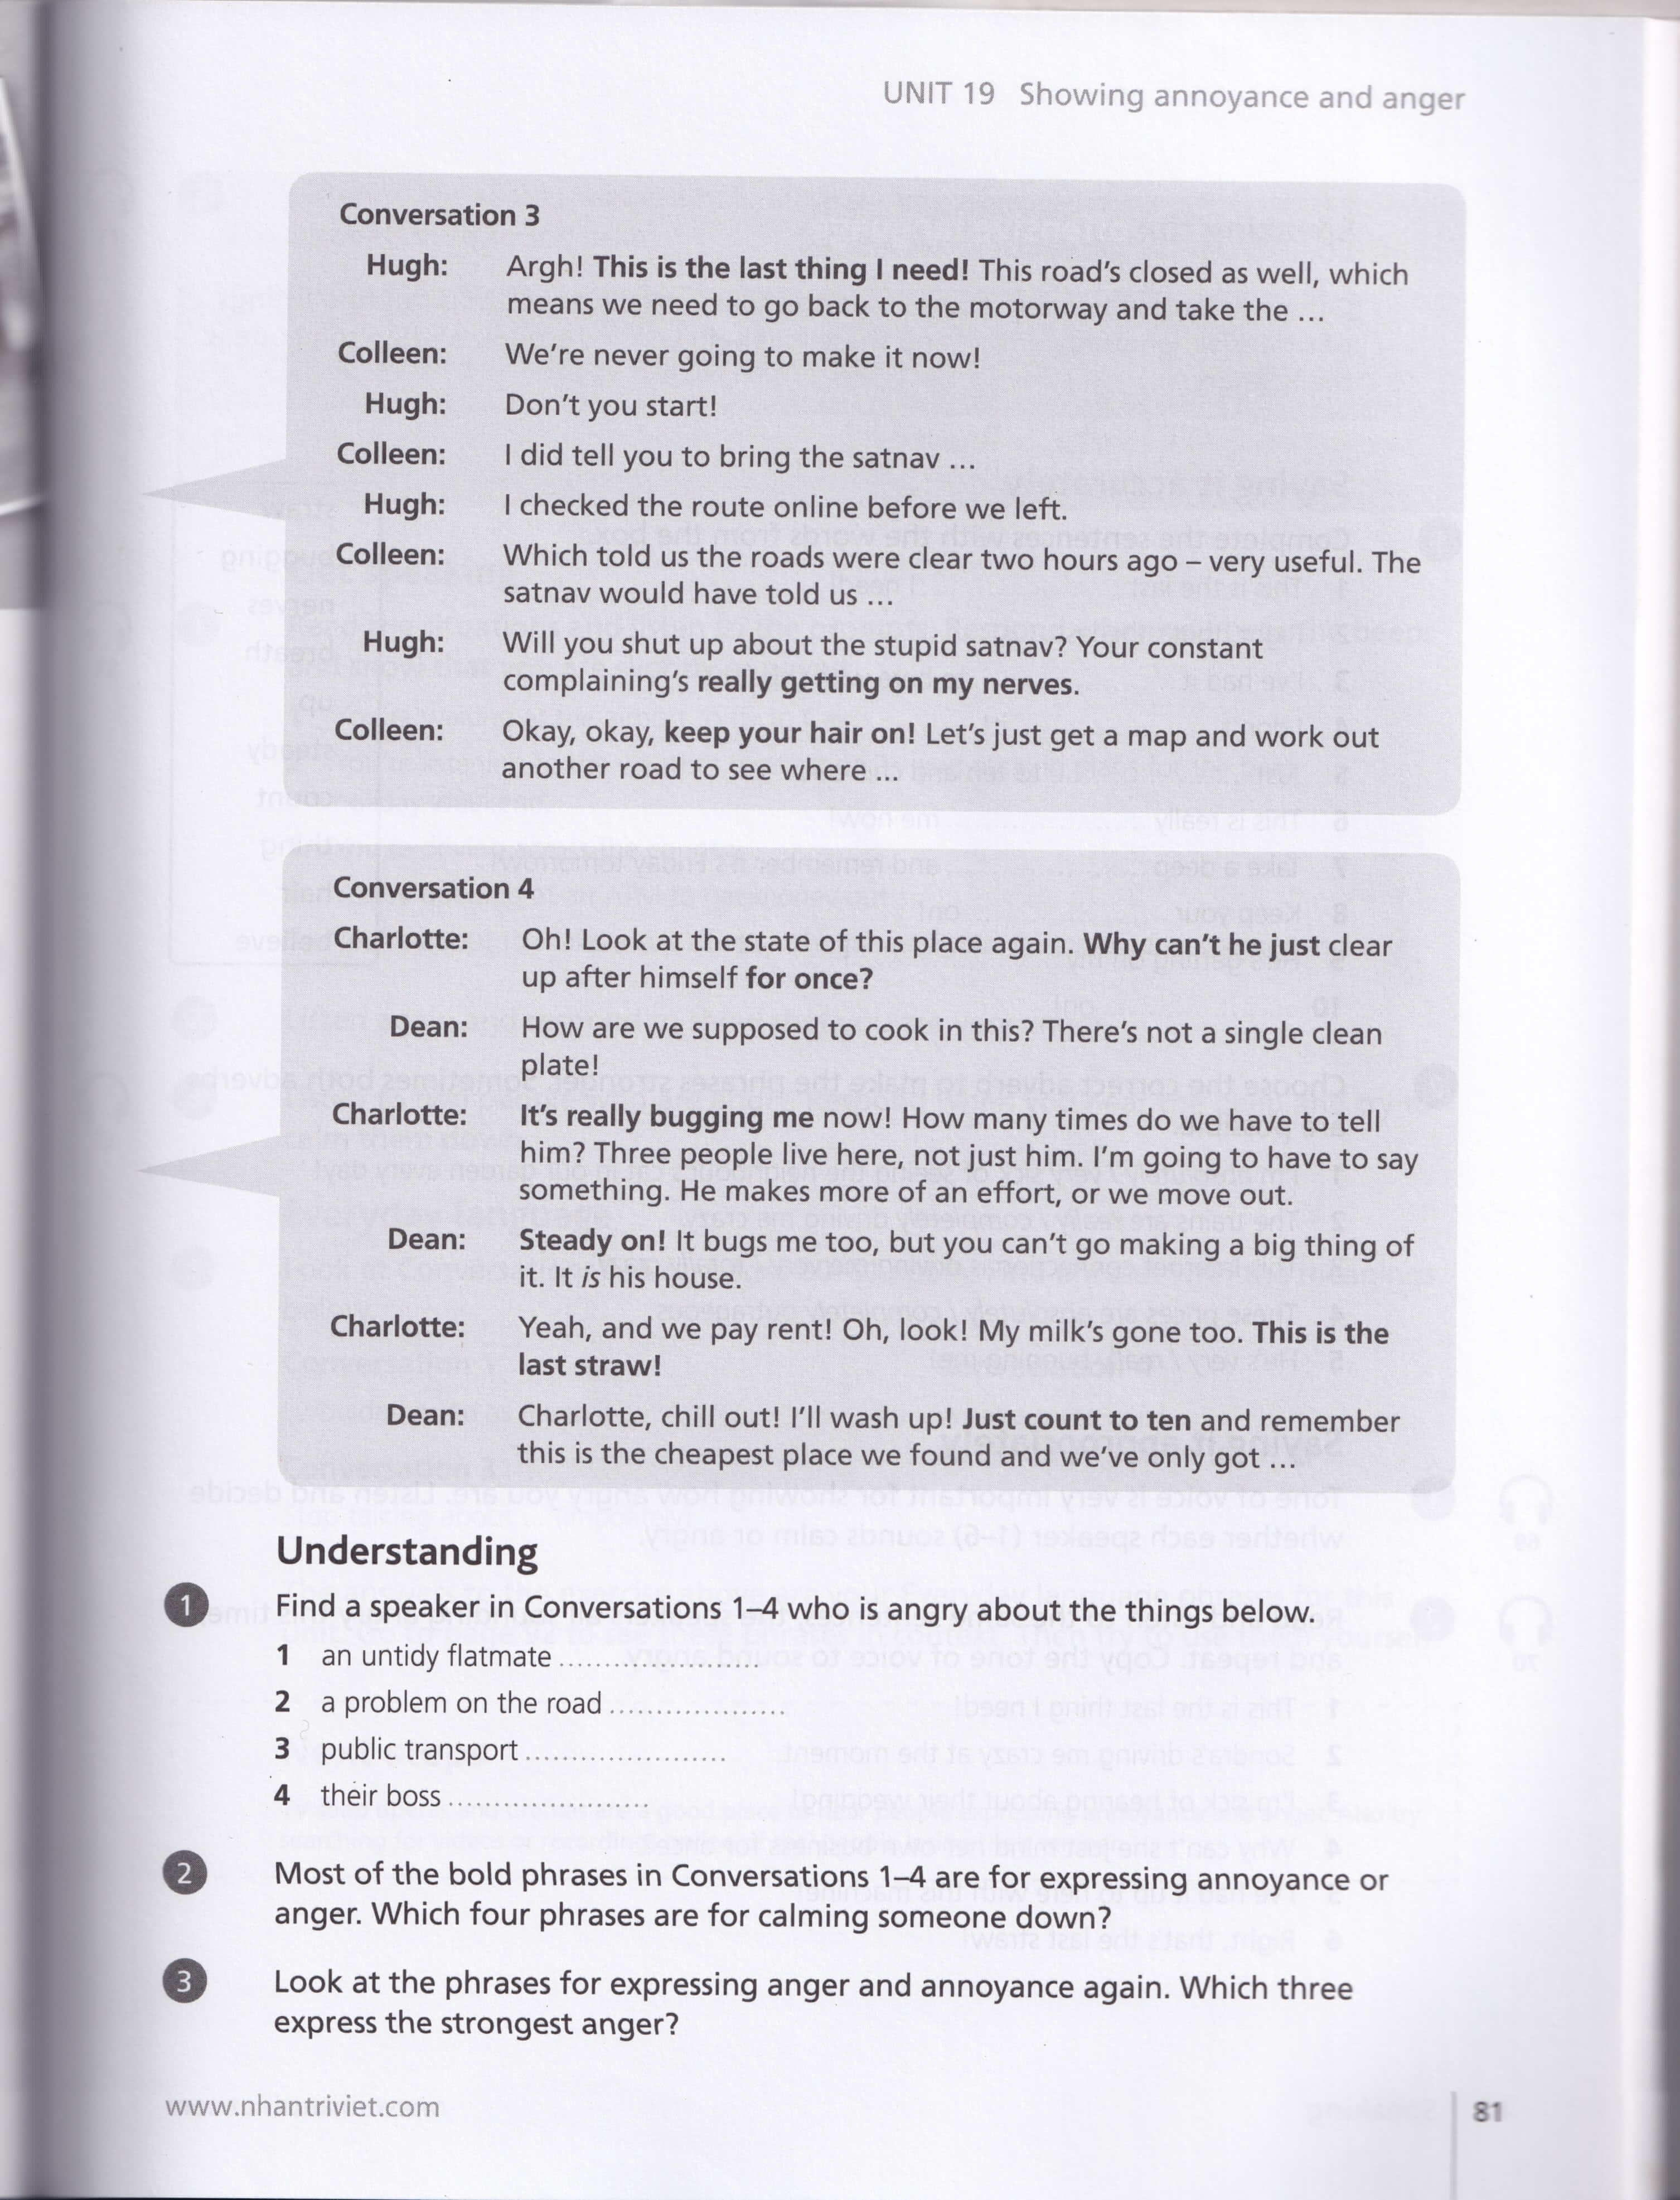 UNIT 19 Showing annoyance and anger
Conversation 3
Hugh: Argh! This is the last thing I need! This road's closed as well, which
means we need to go back to the motorway and take the ...
Colleen: We're never going to make it now!
Hugh: Don't you start!
Colleen: I did tell you to bring the satnav ...
Hugh: I checked the route online before we left.
Colleen: Which told us the roads were clear two hours ago – very useful. The
satnav would have told us ...
Hugh: Will you shut up about the stupid satnav? Your constant
complaining's really getting on my nerves.
Colleen: Okay, okay, keep your hair on! Let's just get a map and work out
another road to see where ...
Conversation 4
Charlotte: Oh! Look at the state of this place again. Why can't he just clear
up after himself for once?
Dean: How are we supposed to cook in this? There's not a single clean
plate!
Charlotte: It's really bugging me now! How many times do we have to tell
him? Three people live here, not just him. I'm going to have to say
something. He makes more of an effort, or we move out.
Dean: Steady on! It bugs me too, but you can't go making a big thing of
it. It is his house.
Charlotte: Yeah, and we pay rent! Oh, look! My milk's gone too. This is the
last straw!
Dean: Charlotte, chill out! I'll wash up! Just count to ten and remember
this is the cheapest place we found and we've only got ...
Understanding
1 Find a speaker in Conversations 1–4 who is angry about the things below.
1 an untidy flatmate ......................
2 a problem on the road ...................
3 public transport ......................
4 their boss ......................
2 Most of the bold phrases in Conversations 1–4 are for expressing annoyance or
anger. Which four phrases are for calming someone down?
3 Look at the phrases for expressing anger and annoyance again. Which three
express the strongest anger?
www.nhantriviet.com 81